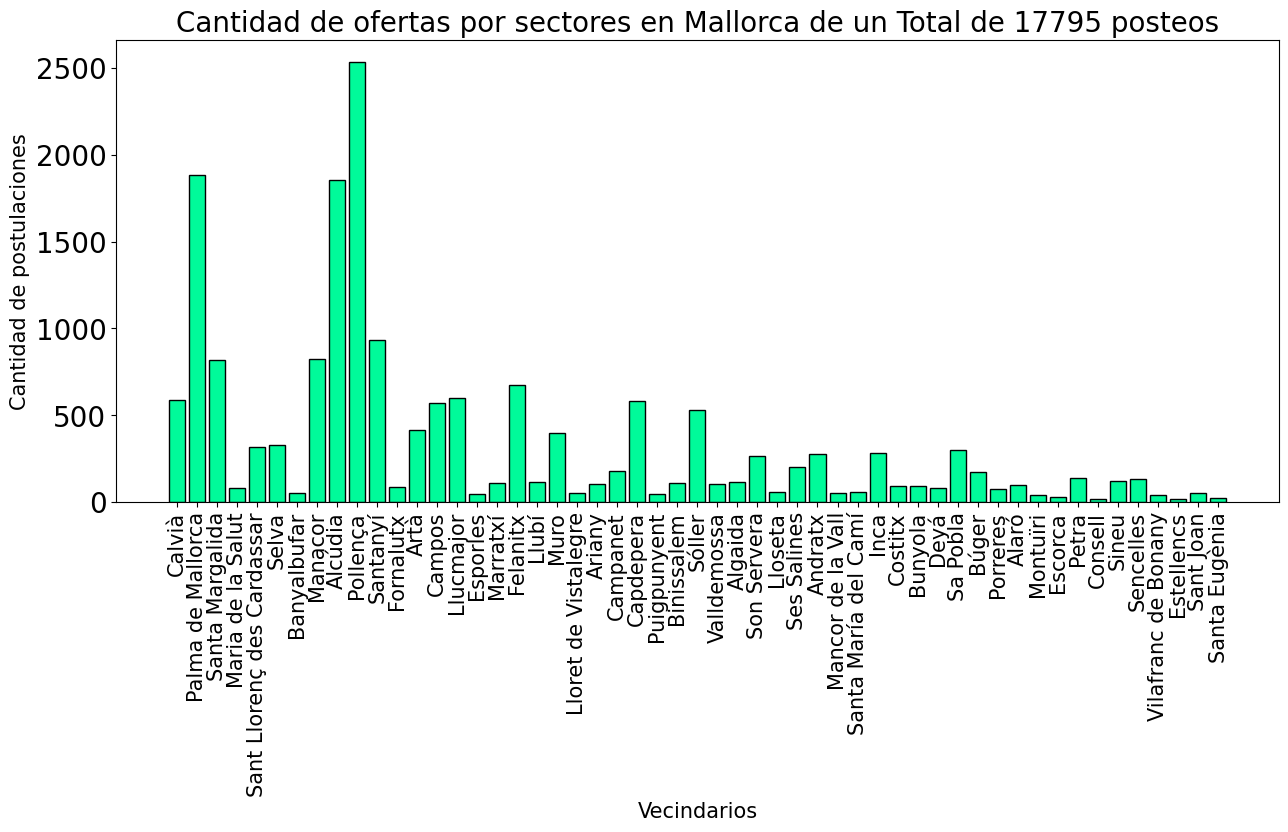 Cantidad de ofertas por sectores en Mallorca de un Total de 17795 posteos
Cantidad de postulaciones
2500
2000
1500
1000
500
0
Calvià
Palma de Mallorca
Santa Margalida
Maria de la Salut
Sant Llorenç des Cardassar
Selva
Banyalbufar
Manacor
Alcúdia
Pollença
Santanyí
Fornalutx
Artà
Campos
Llucmajor
Esporles
Marratxí
Felanitx
Llubí
Muro
Lloret de Vistalegre
Ariany
Campanet
Capdepera
Puigpunyent
Binissalem
Sóller
Valldemossa
Algaida
Son Servera
Lloseta
Ses Salines
Andratx
Mancor de la Vall
Santa María del Camí
Inca
Costitx
Bunyola
Deyá
Sa Pobla
Búger
Porreres
Alaró
Montuïri
Escorca
Petra
Consell
Sineu
Sencelles
Vilafranc de Bonany
Estellencs
Sant Joan
Santa Eugènia
Vecindarios